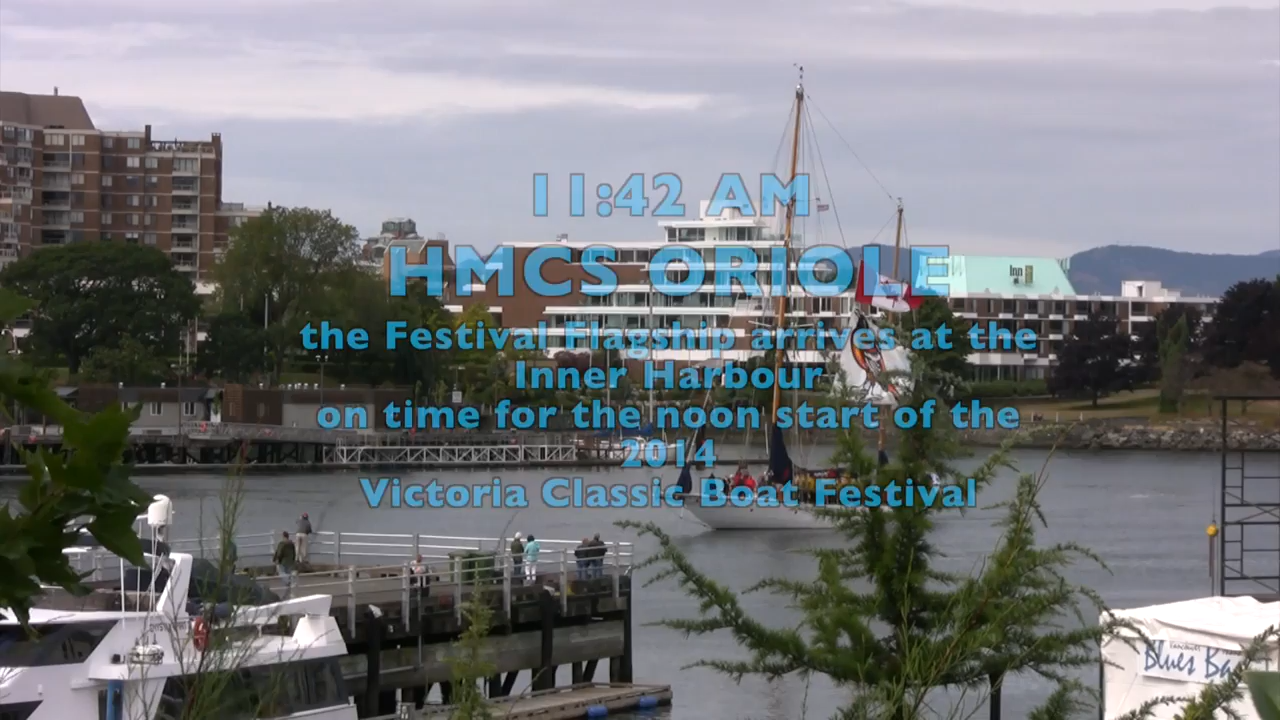 11:42 AM
HMCS ORIOLE
the Festival Flagship arrives at the
Inner Harbour
on time for the noon start of the
2014
Victoria Classic Boat Festival
Inn
Blues